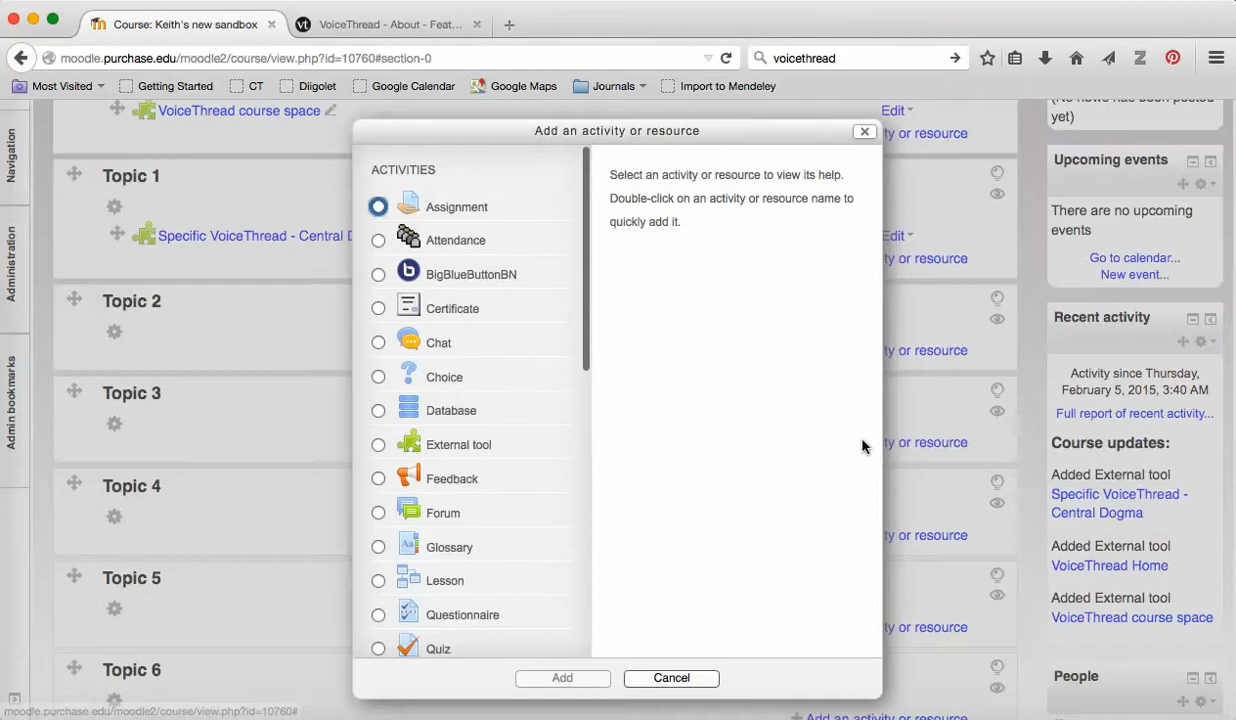 Course: Keith's new sandbox
VoiceThread - About - Feat...
moodle.purchase.edu/moodle2/course/view.php?id=10760#section-0
voicethread
Most Visited
Getting Started
CT
Diigolet
Google Calendar
Google Maps
Journals
Import to Mendeley
Navigation
Administration
Admin bookmarks
VoiceThread course space
Edit
ty or resource
Topic 1
Specific VoiceThread - Central D
Edit
ty or resource
Topic 2
ty or resource
Topic 3
ty or resource
Topic 4
ty or resource
Topic 5
ty or resource
Topic 6
Add an activity or resource
Add an activity or resource
ACTIVITIES
Assignment
Attendance
BigBlueButtonBN
Certificate
Chat
Choice
Database
External tool
Feedback
Forum
Glossary
Lesson
Questionnaire
Quiz
Select an activity or resource to view its help.
Double-click on an activity or resource name to
quickly add it.
Add
Cancel
(No news has been posted
yet)
Upcoming events
There are no upcoming
events
Go to calendar...
New event...
Recent activity
Activity since Thursday,
February 5, 2015, 3:40 AM
Full report of recent activity...
Course updates:
Added External tool
Specific VoiceThread -
Central Dogma
Added External tool
VoiceThread Home
Added External tool
VoiceThread course space
People
moodle.purchase.edu/moodle2/course/view.php?id=10760#